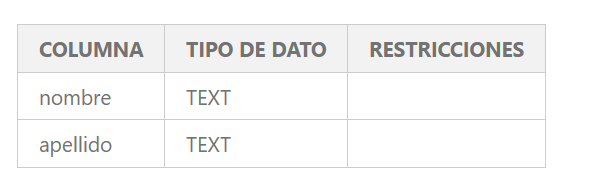 COLUMNA TIPO DE DATO RESTRICCIONES
nombre TEXT
apellido TEXT